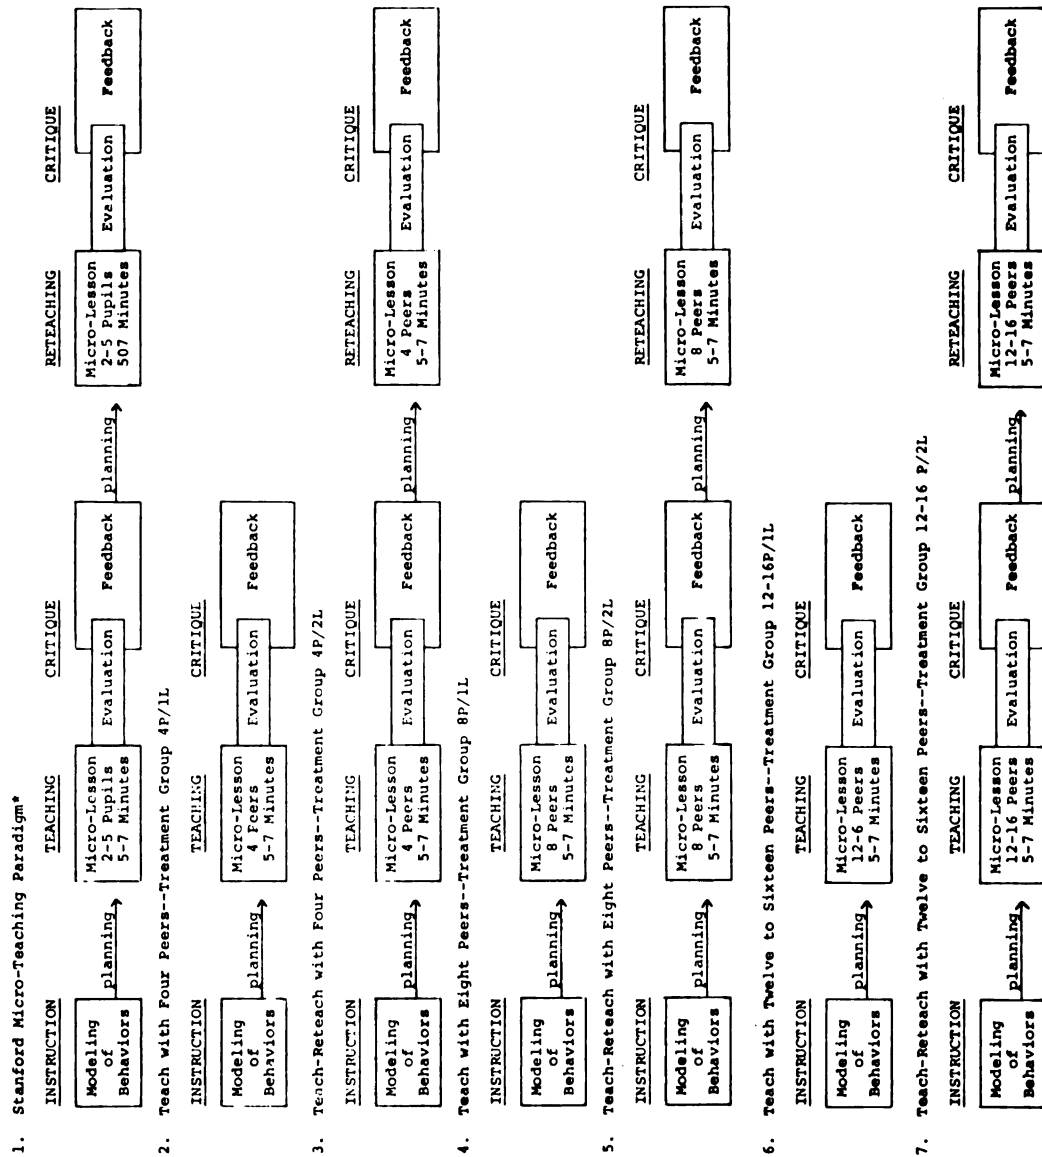 1. Stanford Micro-Teaching Paradigm*
INSTRUCTION TEACHING CRITIQUE RETEACHING CRITIQUE
Modeling
of
Behaviors
planning
Micro-Lesson
2-5 Pupils
5-7 Minutes
Evaluation
Feedback
planning
Micro-Lesson
2-5 Pupils
507 Minutes
Evaluation
Feedback
2. Teach with Four Peers--Treatment Group 4P/1L
INSTRUCTION TEACHING CRITIQUE
Modeling
of
Behaviors
planning
Micro-Lesson
4 Peers
5-7 Minutes
Evaluation
Feedback
3. Teach-Reteach with Four Peers--Treatment Group 4P/2L
INSTRUCTION TEACHING CRITIQUE RETEACHING CRITIQUE
Modeling
of
Behaviors
planning
Micro-Lesson
4 Peers
5-7 Minutes
Evaluation
Feedback
planning
Micro-Lesson
4 Peers
5-7 Minutes
Evaluation
Feedback
4. Teach with Eight Peers--Treatment Group 8P/1L
INSTRUCTION TEACHING CRITIQUE
Modeling
of
Behaviors
planning
Micro-Lesson
8 Peers
5-7 Minutes
Evaluation
Feedback
5. Teach-Reteach with Eight Peers--Treatment Group 8P/2L
INSTRUCTION TEACHING CRITIQUE RETEACHING CRITIQUE
Modeling
of
Behaviors
planning
Micro-Lesson
8 Peers
5-7 Minutes
Evaluation
Feedback
planning
Micro-Lesson
8 Peers
5-7 Minutes
Evaluation
Feedback
6. Teach with Twelve to Sixteen Peers--Treatment Group 12-16P/1L
INSTRUCTION TEACHING CRITIQUE
Modeling
of
Behaviors
planning
Micro-Lesson
12-6 Peers
5-7 Minutes
Evaluation
Feedback
7. Teach-Reteach with Twelve to Sixteen Peers--Treatment Group 12-16 P/2L
INSTRUCTION TEACHING CRITIQUE RETEACHING CRITIQUE
Modeling
of
Behaviors
planning
Micro-Lesson
12-16 Peers
5-7 Minutes
Evaluation
Feedback
planning
Micro-Lesson
12-16 Peers
5-7 Minutes
Evaluation
Feedback